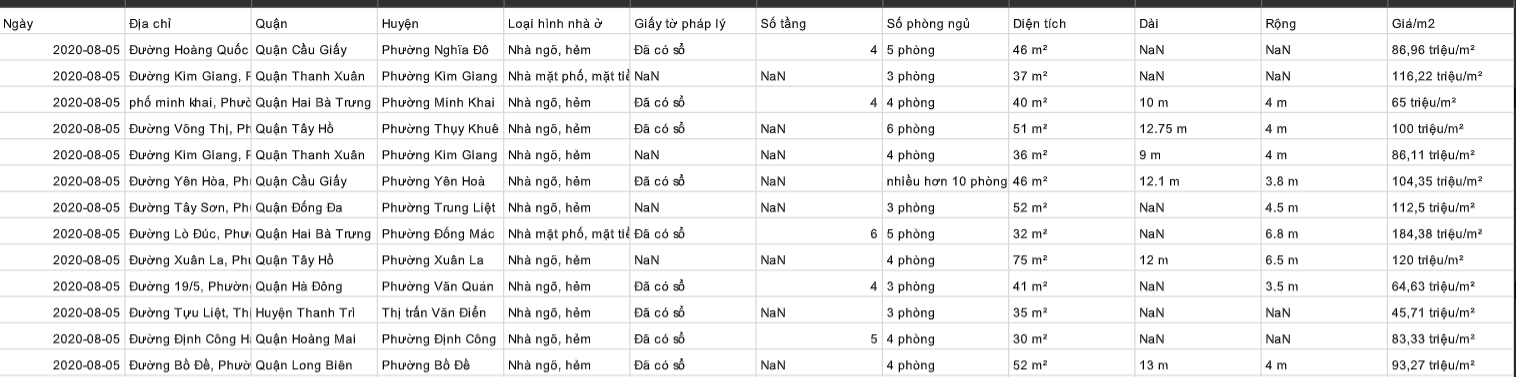 Ngày Địa chỉ Quận Huyện Loại hình nhà ở Giấy tờ pháp lý Số tầng Số phòng ngủ Diện tích Dài Rộng Giá/m2
2020-08-05 Đường Hoàng Quốc Quận Cầu Giấy Phường Nghĩa Đô Nhà ngõ, hẻm Đã có sổ 4 5 phòng 46 m² NaN NaN 86,96 triệu/m²
2020-08-05 Đường Kim Giang, Quận Thanh Xuân Phường Kim Giang Nhà mặt phố, mặt NaN NaN 3 phòng 37 m² NaN NaN 116,22 triệu/m²
2020-08-05 phố minh khai, Quận Hai Bà Trưng Phường Minh Khai Nhà ngõ, hẻm Đã có sổ 4 4 phòng 40 m² 10 m 4 m 65 triệu/m²
2020-08-05 Đường Võng Thị, Quận Tây Hồ Phường Thụy Khuê Nhà ngõ, hẻm Đã có sổ NaN 6 phòng 51 m² 12.75 m 4 m 100 triệu/m²
2020-08-05 Đường Kim Giang, Quận Thanh Xuân Phường Kim Giang Nhà ngõ, hẻm NaN NaN 4 phòng 36 m² 9 m 4 m 86,11 triệu/m²
2020-08-05 Đường Yên Hòa, Quận Cầu Giấy Phường Yên Hoà Nhà ngõ, hẻm Đã có sổ NaN nhiều hơn 10 phòng 46 m² 12.1 m 3.8 m 104,35 triệu/m²
2020-08-05 Đường Tây Sơn, Quận Đống Đa Phường Trung Liệt Nhà ngõ, hẻm NaN NaN 3 phòng 52 m² NaN 4.5 m 112,5 triệu/m²
2020-08-05 Đường Lò Đúc, Quận Hai Bà Trưng Phường Đống Mác Nhà mặt phố, mặt Đã có sổ 6 5 phòng 32 m² NaN 6.8 m 184,38 triệu/m²
2020-08-05 Đường Xuân La, Quận Tây Hồ Phường Xuân La Nhà ngõ, hẻm NaN NaN 4 phòng 75 m² 12 m 6.5 m 120 triệu/m²
2020-08-05 Đường 19/5, Phường Quận Hà Đông Phường Văn Quán Nhà ngõ, hẻm Đã có sổ 4 3 phòng 41 m² NaN 3.5 m 64,63 triệu/m²
2020-08-05 Đường Tựu Liệt, Huyện Thanh Trì Thị trấn Văn Điển Nhà ngõ, hẻm Đã có sổ NaN 3 phòng 35 m² NaN NaN 45,71 triệu/m²
2020-08-05 Đường Định Công Quận Hoàng Mai Phường Định Công Nhà ngõ, hẻm Đã có sổ 5 4 phòng 30 m² NaN NaN 83,33 triệu/m²
2020-08-05 Đường Bồ Đề, Quận Long Biên Phường Bồ Đề Nhà ngõ, hẻm Đã có sổ NaN 4 phòng 52 m² 13 m 4 m 93,27 triệu/m²